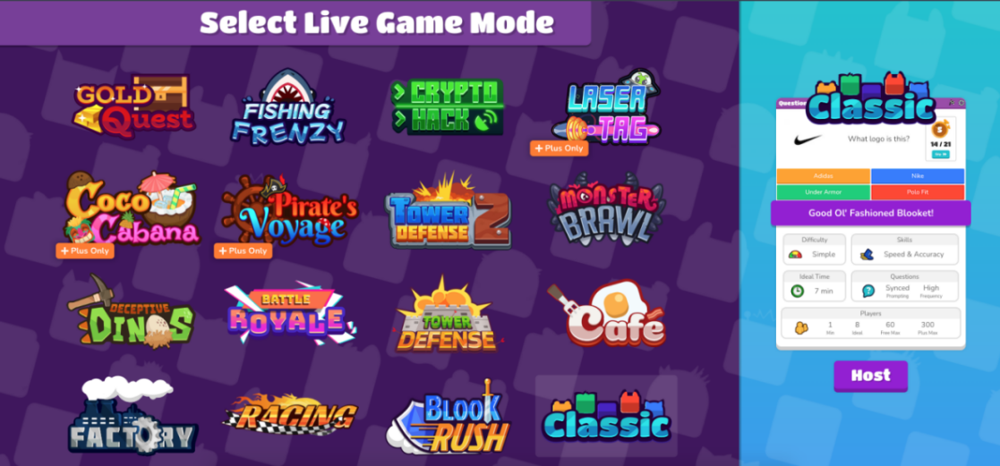 Select Live Game Mode
GOLD
Quest
FISHING
FRENZY
CRYPTO
HACK
LASER
TAG
+ Plus Only
Coco
Cabana
+ Plus Only
Pirate's
Voyage
+ Plus Only
TOWER
DEFENSE 2
MONSTER
BRAWL
DECEPTIVE
DINOS
BATTLE
ROYALE
TOWER
DEFENSE
Café
FACTORY
RACING
BLOOK
RUSH
Classic
Classic
Question
What logo is this?
14 / 21
Adidas
Nike
Under Armor
Polo Fit
Good Ol' Fashioned Blooket!
Difficulty
Simple
Skills
Speed & Accuracy
Ideal Time
7 min
Questions
Synced High
Prompting Frequency
Players
1 8 60 300
Min Ideal Free Max Plus Max
Host